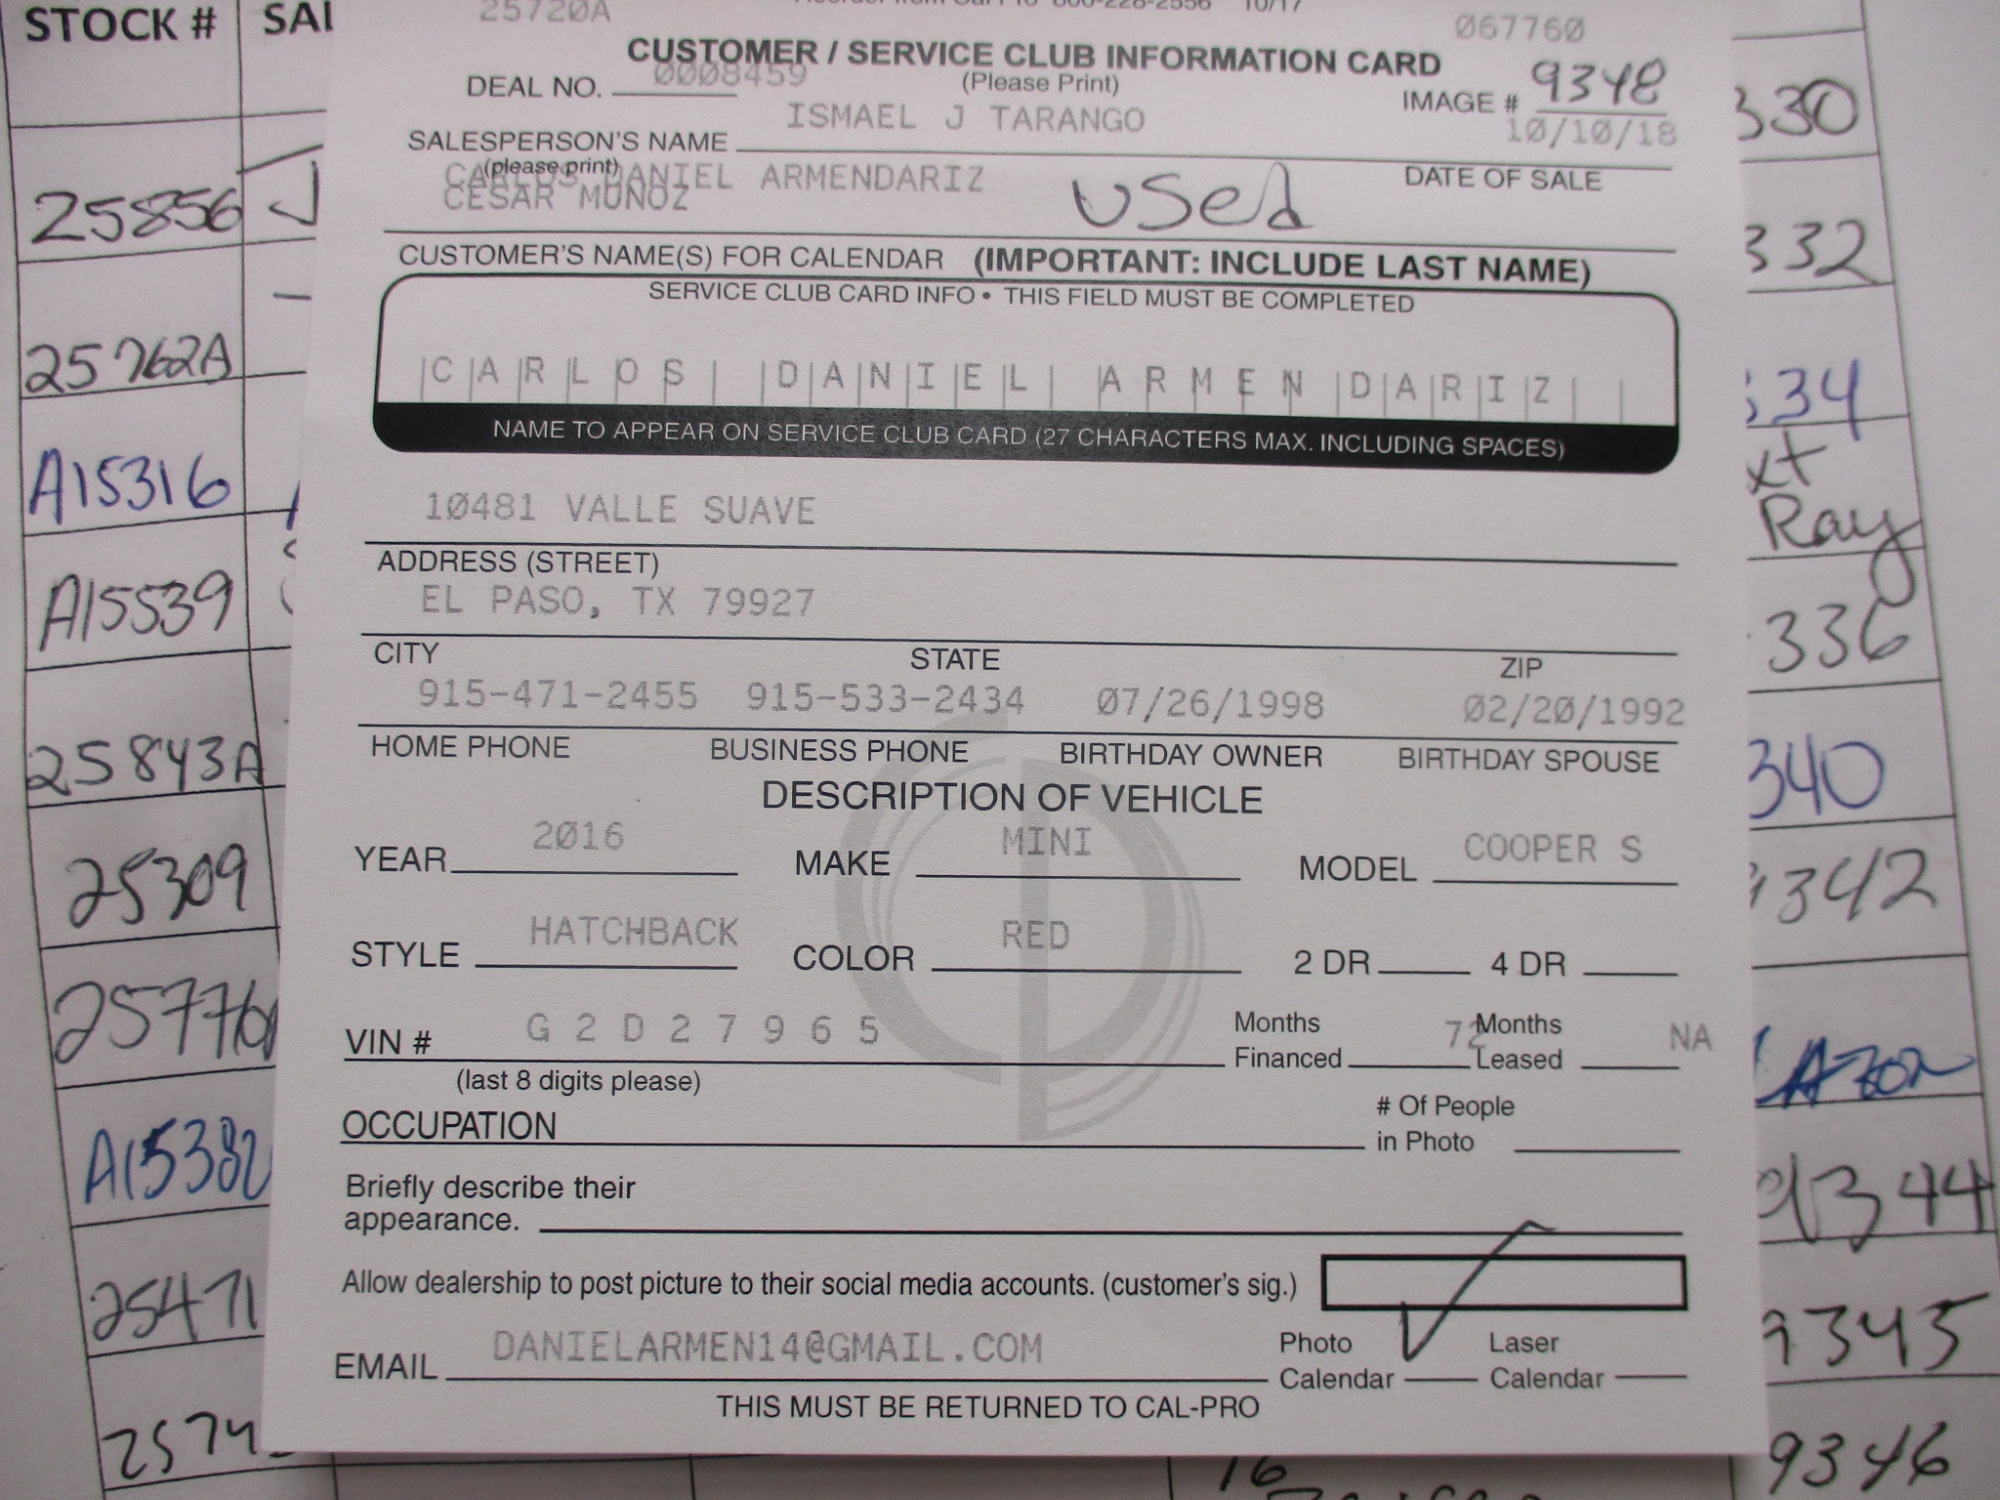 STOCK #
25856
25762A
A15316
A15539
25843A
25309
A15382
25471
25720A
067760
CUSTOMER / SERVICE CLUB INFORMATION CARD
DEAL NO. 0008459 (Please Print) IMAGE # 9348
ISMAEL J TARANGO 10/10/18
SALESPERSON'S NAME
(please print)
CARLOS DANIEL ARMENDARIZ used DATE OF SALE
CESAR MUNOZ
CUSTOMER'S NAME(S) FOR CALENDAR (IMPORTANT: INCLUDE LAST NAME)
SERVICE CLUB CARD INFO • THIS FIELD MUST BE COMPLETED
CARLOS DANIEL ARMENDARIZ
NAME TO APPEAR ON SERVICE CLUB CARD (27 CHARACTERS MAX. INCLUDING SPACES)
10481 VALLE SUAVE
ADDRESS (STREET)
EL PASO, TX 79927
CITY STATE ZIP
915-471-2455 915-533-2434 07/26/1998 02/20/1992
HOME PHONE BUSINESS PHONE BIRTHDAY OWNER BIRTHDAY SPOUSE
DESCRIPTION OF VEHICLE
YEAR 2016 MAKE MINI MODEL COOPER S
STYLE HATCHBACK COLOR RED 2 DR 4 DR
VIN # G2D27965 Months Financed 72 Months Leased NA
(last 8 digits please)
OCCUPATION # Of People in Photo
Briefly describe their
appearance.
Allow dealership to post picture to their social media accounts. (customer's sig.)
EMAIL DANIELARMEN14@GMAIL.COM Photo Calendar Laser Calendar
THIS MUST BE RETURNED TO CAL-PRO
330
332
34
xt
Ray
336
340
9344
9345
9346